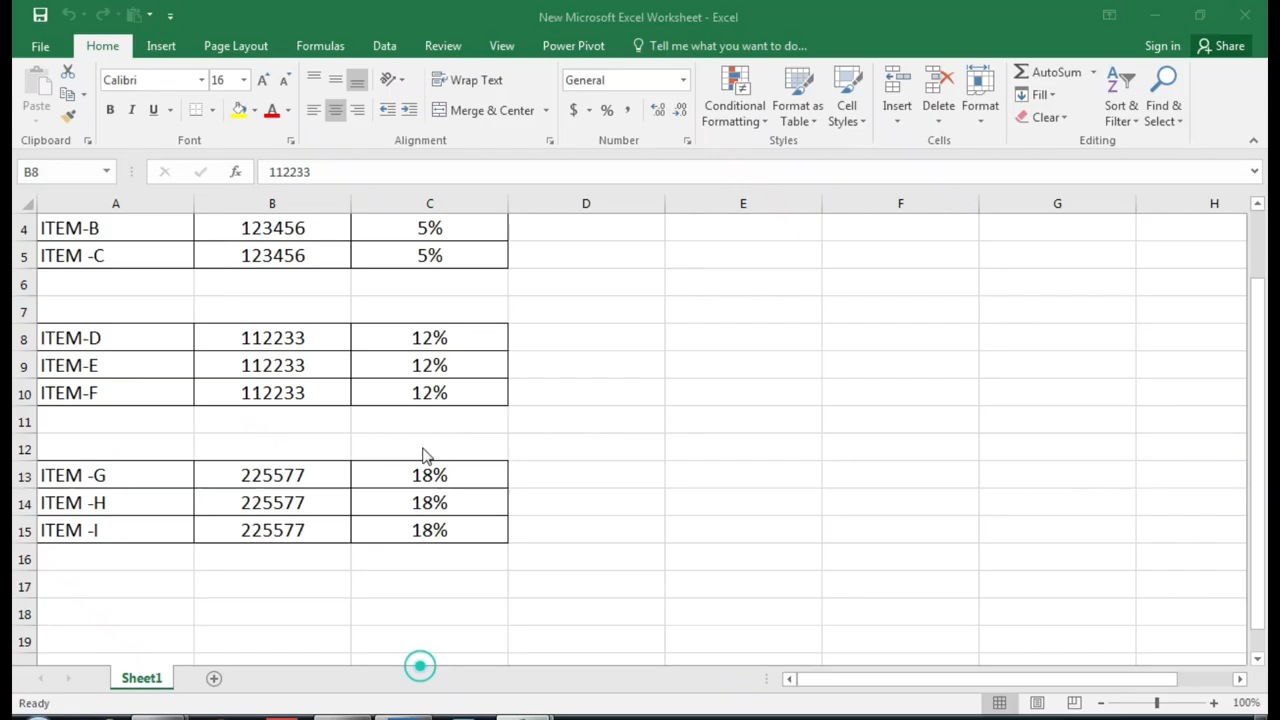 New Microsoft Excel Worksheet - Excel
File Home Insert Page Layout Formulas Data Review View Power Pivot Tell me what you want to do... Sign in Share
Paste
Calibri 16
B I U A
Wrap Text
Merge & Center
General
$ % ,
Conditional Formatting
Format as Table
Cell Styles
Insert Delete Format
AutoSum
Fill
Clear
Sort & Filter
Find & Select
Clipboard Font Alignment Number Styles Cells Editing
B8 fx 112233
A B C D E F G H
4 ITEM-B 123456 5%
5 ITEM -C 123456 5%
6
7
8 ITEM-D 112233 12%
9 ITEM-E 112233 12%
10 ITEM-F 112233 12%
11
12
13 ITEM -G 225577 18%
14 ITEM -H 225577 18%
15 ITEM -I 225577 18%
16
17
18
19
Sheet1
Ready 100%